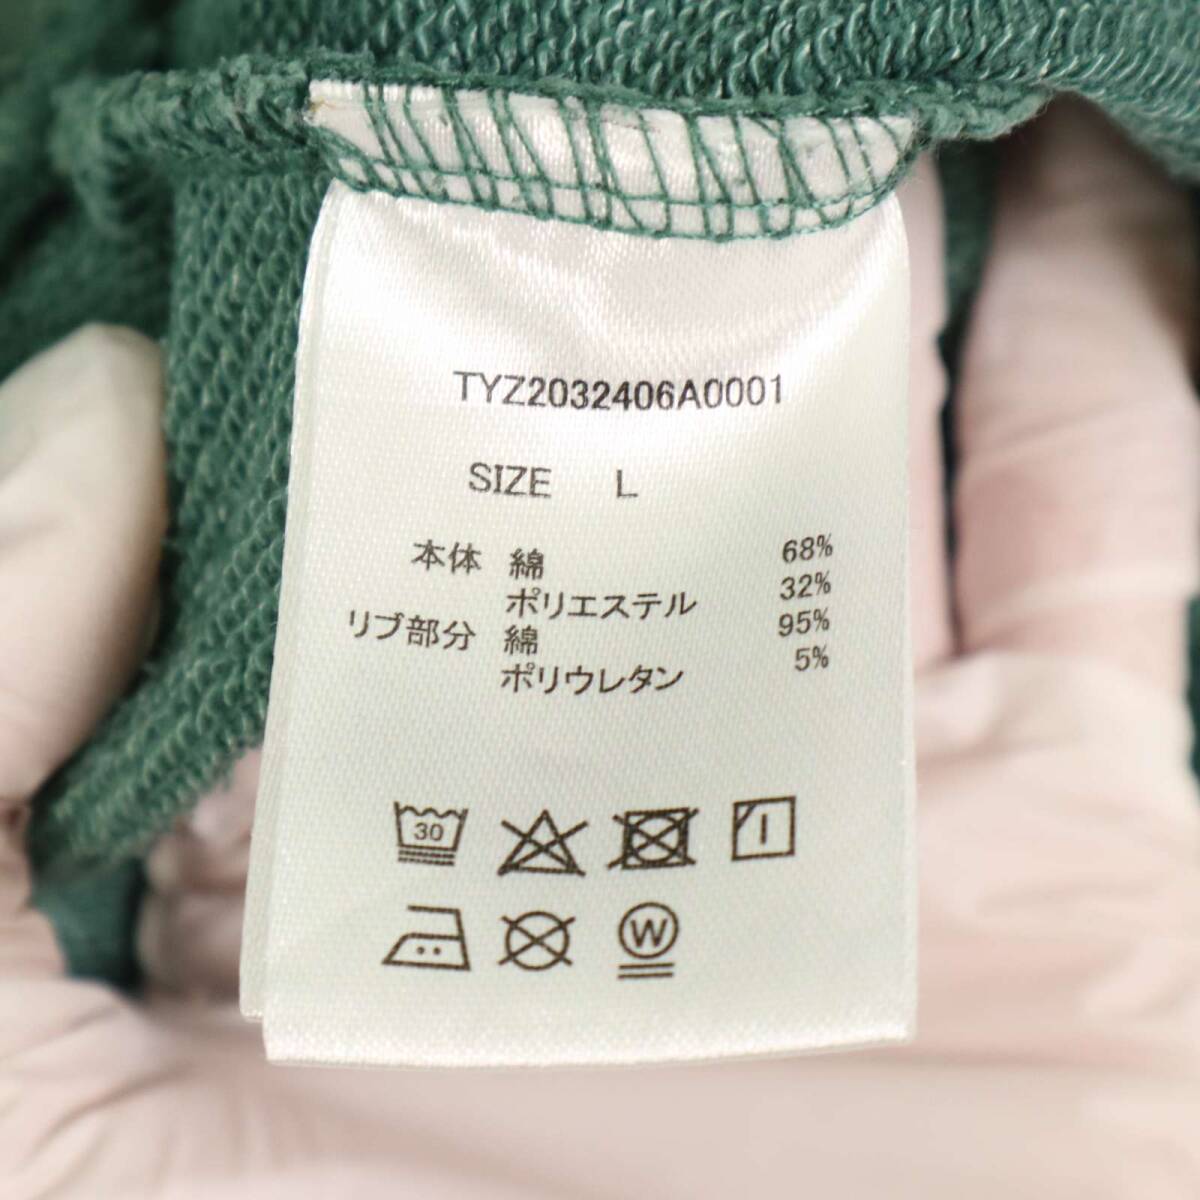 TYZ2032406A0001
SIZE L
本体 綿 68%
ポリエステル 32%
リブ部分 綿 95%
ポリウレタン 5%
30
W